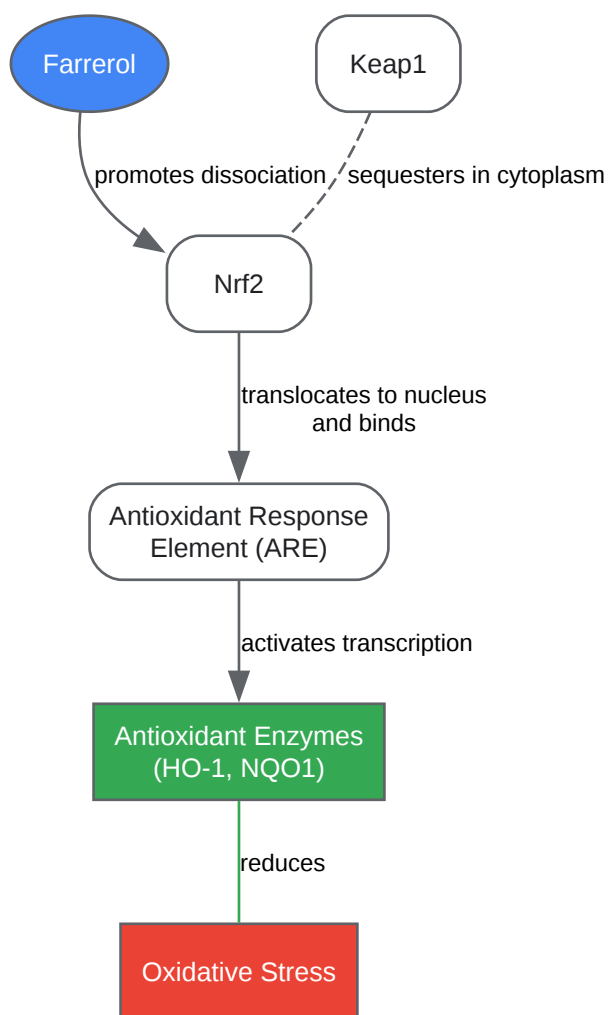 Farrerol
Keap1
promotes dissociation
sequesters in cytoplasm
Nrf2
translocates to nucleus
and binds
Antioxidant Response
Element (ARE)
activates transcription
Antioxidant Enzymes
(HO-1, NQO1)
reduces
Oxidative Stress